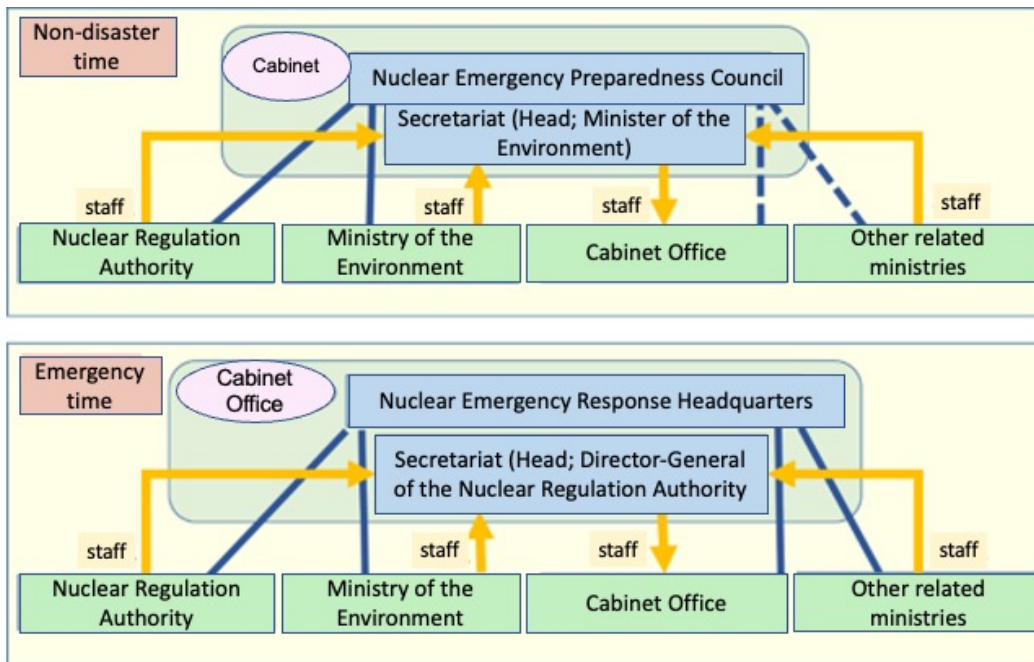 Non-disaster
time
Cabinet
Nuclear Emergency Preparedness Council
Secretariat (Head; Minister of the
Environment)
staff
staff
staff
staff
Nuclear Regulation
Authority
Ministry of the
Environment
Cabinet Office
Other related
ministries
Emergency
time
Cabinet
Office
Nuclear Emergency Response Headquarters
Secretariat (Head; Director-General
of the Nuclear Regulation Authority
staff
staff
staff
staff
Nuclear Regulation
Authority
Ministry of the
Environment
Cabinet Office
Other related
ministries